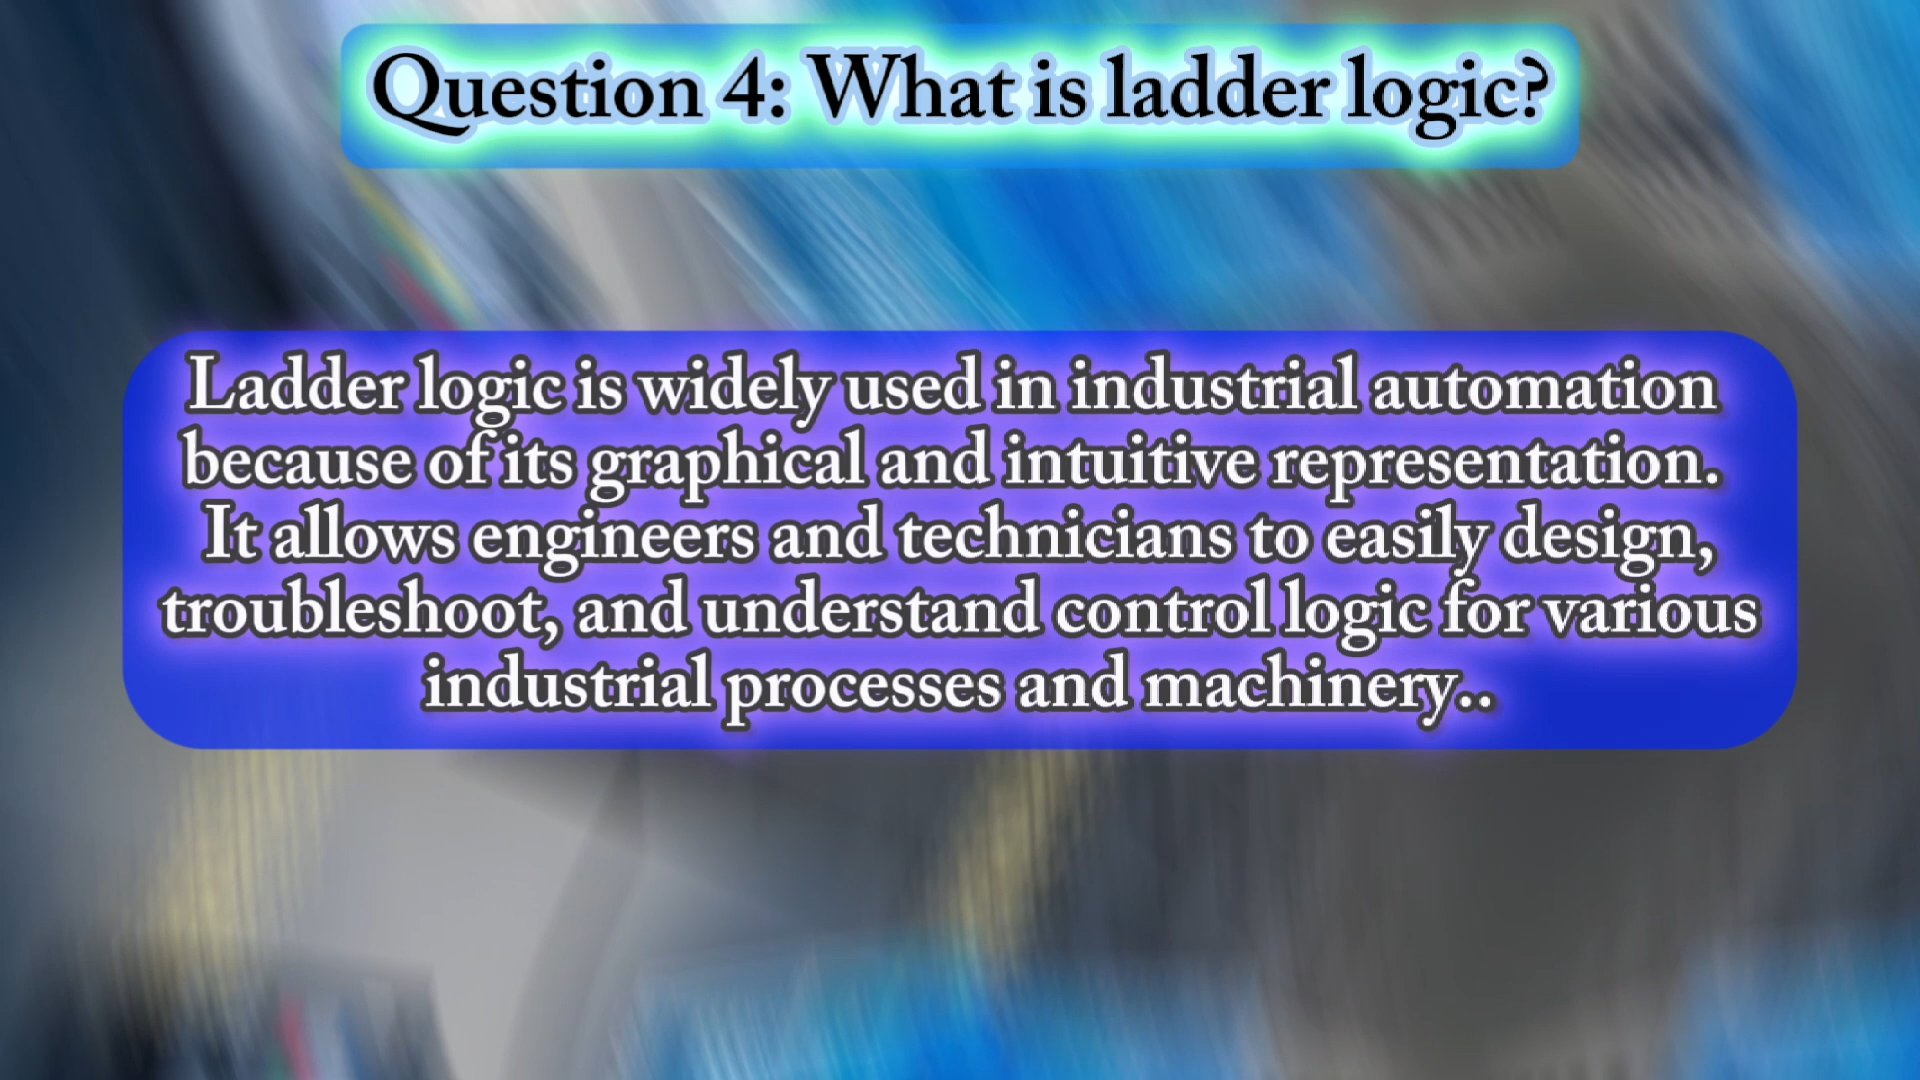 Question 4: What is ladder logic?
Ladder logic is widely used in industrial automation
because of its graphical and intuitive representation.
It allows engineers and technicians to easily design,
troubleshoot, and understand control logic for various
industrial processes and machinery..